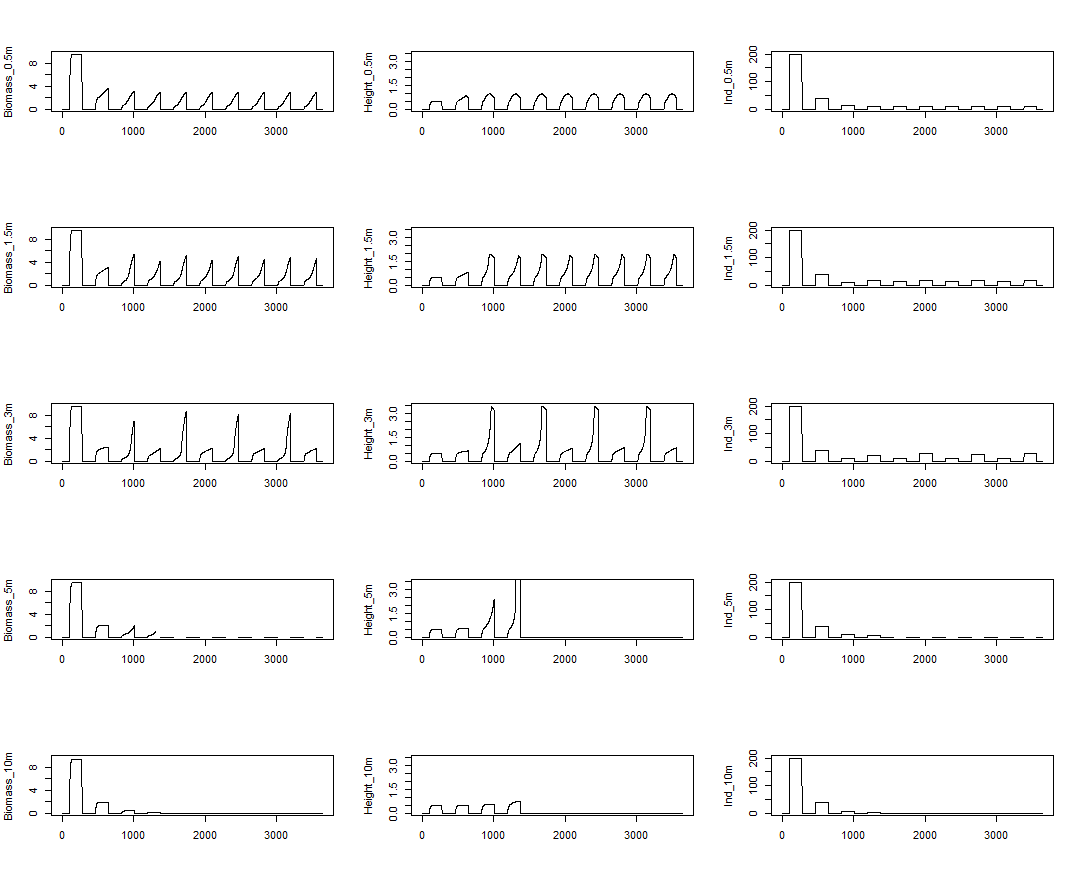 Biomass_0.5m 0 4 8 0 1000 2000 3000
Height_0.5m 0.0 1.5 3.0 0 1000 2000 3000
Ind_0.5m 0 100 200 0 1000 2000 3000
Biomass_1.5m 0 4 8 0 1000 2000 3000
Height_1.5m 0.0 1.5 3.0 0 1000 2000 3000
Ind_1.5m 0 100 200 0 1000 2000 3000
Biomass_3m 0 4 8 0 1000 2000 3000
Height_3m 0.0 1.5 3.0 0 1000 2000 3000
Ind_3m 0 100 200 0 1000 2000 3000
Biomass_5m 0 4 8 0 1000 2000 3000
Height_5m 0.0 1.5 3.0 0 1000 2000 3000
Ind_5m 0 100 200 0 1000 2000 3000
Biomass_10m 0 4 8 0 1000 2000 3000
Height_10m 0.0 1.5 3.0 0 1000 2000 3000
Ind_10m 0 100 200 0 1000 2000 3000